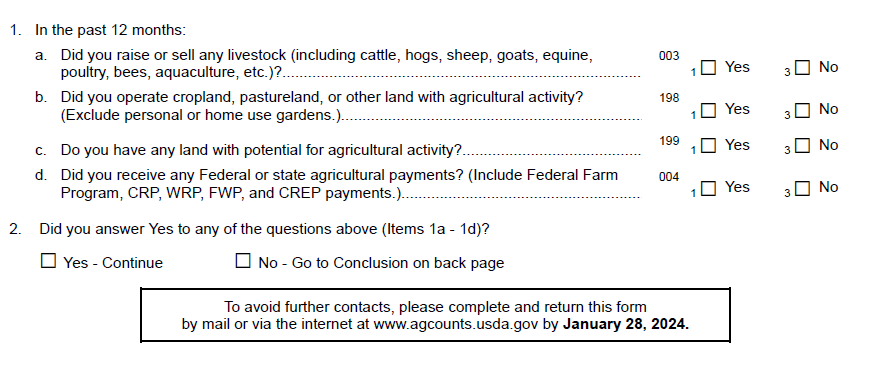 1. In the past 12 months:
a. Did you raise or sell any livestock (including cattle, hogs, sheep, goats, equine,
poultry, bees, aquaculture, etc.)?.......... 003 1 ☐ Yes 3 ☐ No
b. Did you operate cropland, pastureland, or other land with agricultural activity?
(Exclude personal or home use gardens.).......... 198 1 ☐ Yes 3 ☐ No
c. Do you have any land with potential for agricultural activity?.......... 199 1 ☐ Yes 3 ☐ No
d. Did you receive any Federal or state agricultural payments? (Include Federal Farm
Program, CRP, WRP, FWP, and CREP payments.).......... 004 1 ☐ Yes 3 ☐ No
2. Did you answer Yes to any of the questions above (Items 1a - 1d)?
☐ Yes - Continue ☐ No - Go to Conclusion on back page
To avoid further contacts, please complete and return this form
by mail or via the internet at www.agcounts.usda.gov by January 28, 2024.